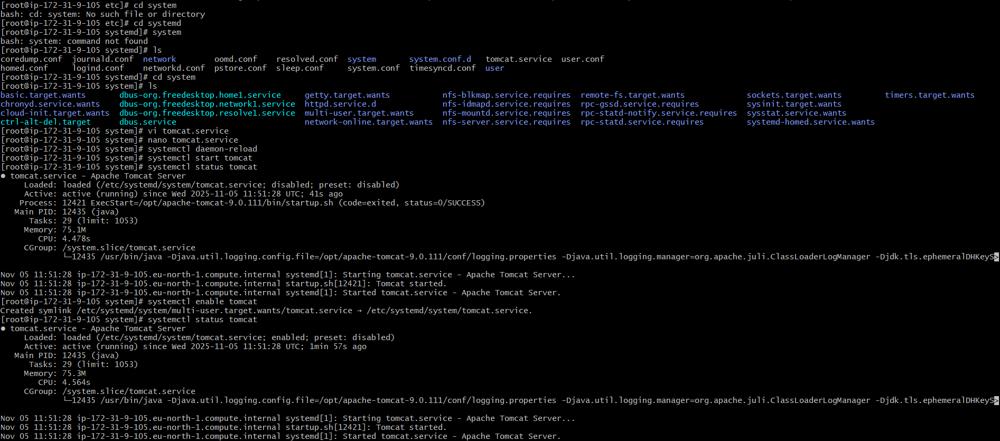 [root@ip-172-31-9-105 etc]# cd system
bash: cd: system: No such file or directory
[root@ip-172-31-9-105 etc]# cd systemd
[root@ip-172-31-9-105 systemd]# system
bash: system: command not found
[root@ip-172-31-9-105 systemd]# ls
coredump.conf  journald.conf  network        oomd.conf    resolved.conf  system       system.conf.d   tomcat.service  user.conf
homed.conf     logind.conf    networkd.conf  pstore.conf  sleep.conf     system.conf  timesyncd.conf  user
[root@ip-172-31-9-105 systemd]# cd system
[root@ip-172-31-9-105 system]# ls
basic.target.wants       dbus-org.freedesktop.home1.service     getty.target.wants           nfs-blkmap.service.requires  remote-fs.target.wants           sockets.target.wants         timers.target.wants
chronyd.service.wants    dbus-org.freedesktop.network1.service  httpd.service.d              nfs-idmapd.service.requires  rpc-gssd.service.requires          sysinit.target.wants
cloud-init.target.wants  dbus-org.freedesktop.resolve1.service  multi-user.target.wants      nfs-mountd.service.requires  rpc-statd-notify.service.requires  sysstat.service.wants
ctrl-alt-del.target      dbus.service                           network-online.target.wants  nfs-server.service.requires  rpc-statd.service.requires         systemd-homed.service.wants
[root@ip-172-31-9-105 system]# vi tomcat.service
[root@ip-172-31-9-105 system]# nano tomcat.service
[root@ip-172-31-9-105 system]# systemctl daemon-reload
[root@ip-172-31-9-105 system]# systemctl start tomcat
[root@ip-172-31-9-105 system]# systemctl status tomcat
● tomcat.service - Apache Tomcat Server
     Loaded: loaded (/etc/systemd/system/tomcat.service; disabled; preset: disabled)
     Active: active (running) since Wed 2025-11-05 11:51:28 UTC; 41s ago
    Process: 12421 ExecStart=/opt/apache-tomcat-9.0.111/bin/startup.sh (code=exited, status=0/SUCCESS)
   Main PID: 12435 (java)
      Tasks: 29 (limit: 1053)
     Memory: 75.1M
        CPU: 4.478s
     CGroup: /system.slice/tomcat.service
             └─12435 /usr/bin/java -Djava.util.logging.config.file=/opt/apache-tomcat-9.0.111/conf/logging.properties -Djava.util.logging.manager=org.apache.juli.ClassLoaderLogManager -Djdk.tls.ephemeralDHKeyS>
Nov 05 11:51:28 ip-172-31-9-105.eu-north-1.compute.internal systemd[1]: Starting tomcat.service - Apache Tomcat Server...
Nov 05 11:51:28 ip-172-31-9-105.eu-north-1.compute.internal startup.sh[12421]: Tomcat started.
Nov 05 11:51:28 ip-172-31-9-105.eu-north-1.compute.internal systemd[1]: Started tomcat.service - Apache Tomcat Server.
[root@ip-172-31-9-105 system]# systemctl enable tomcat
Created symlink /etc/systemd/system/multi-user.target.wants/tomcat.service → /etc/systemd/system/tomcat.service.
[root@ip-172-31-9-105 system]# systemctl status tomcat
● tomcat.service - Apache Tomcat Server
     Loaded: loaded (/etc/systemd/system/tomcat.service; enabled; preset: disabled)
     Active: active (running) since Wed 2025-11-05 11:51:28 UTC; 1min 57s ago
   Main PID: 12435 (java)
      Tasks: 29 (limit: 1053)
     Memory: 75.3M
        CPU: 4.564s
     CGroup: /system.slice/tomcat.service
             └─12435 /usr/bin/java -Djava.util.logging.config.file=/opt/apache-tomcat-9.0.111/conf/logging.properties -Djava.util.logging.manager=org.apache.juli.ClassLoaderLogManager -Djdk.tls.ephemeralDHKeyS>
Nov 05 11:51:28 ip-172-31-9-105.eu-north-1.compute.internal systemd[1]: Starting tomcat.service - Apache Tomcat Server...
Nov 05 11:51:28 ip-172-31-9-105.eu-north-1.compute.internal startup.sh[12421]: Tomcat started.
Nov 05 11:51:28 ip-172-31-9-105.eu-north-1.compute.internal systemd[1]: Started tomcat.service - Apache Tomcat Server.